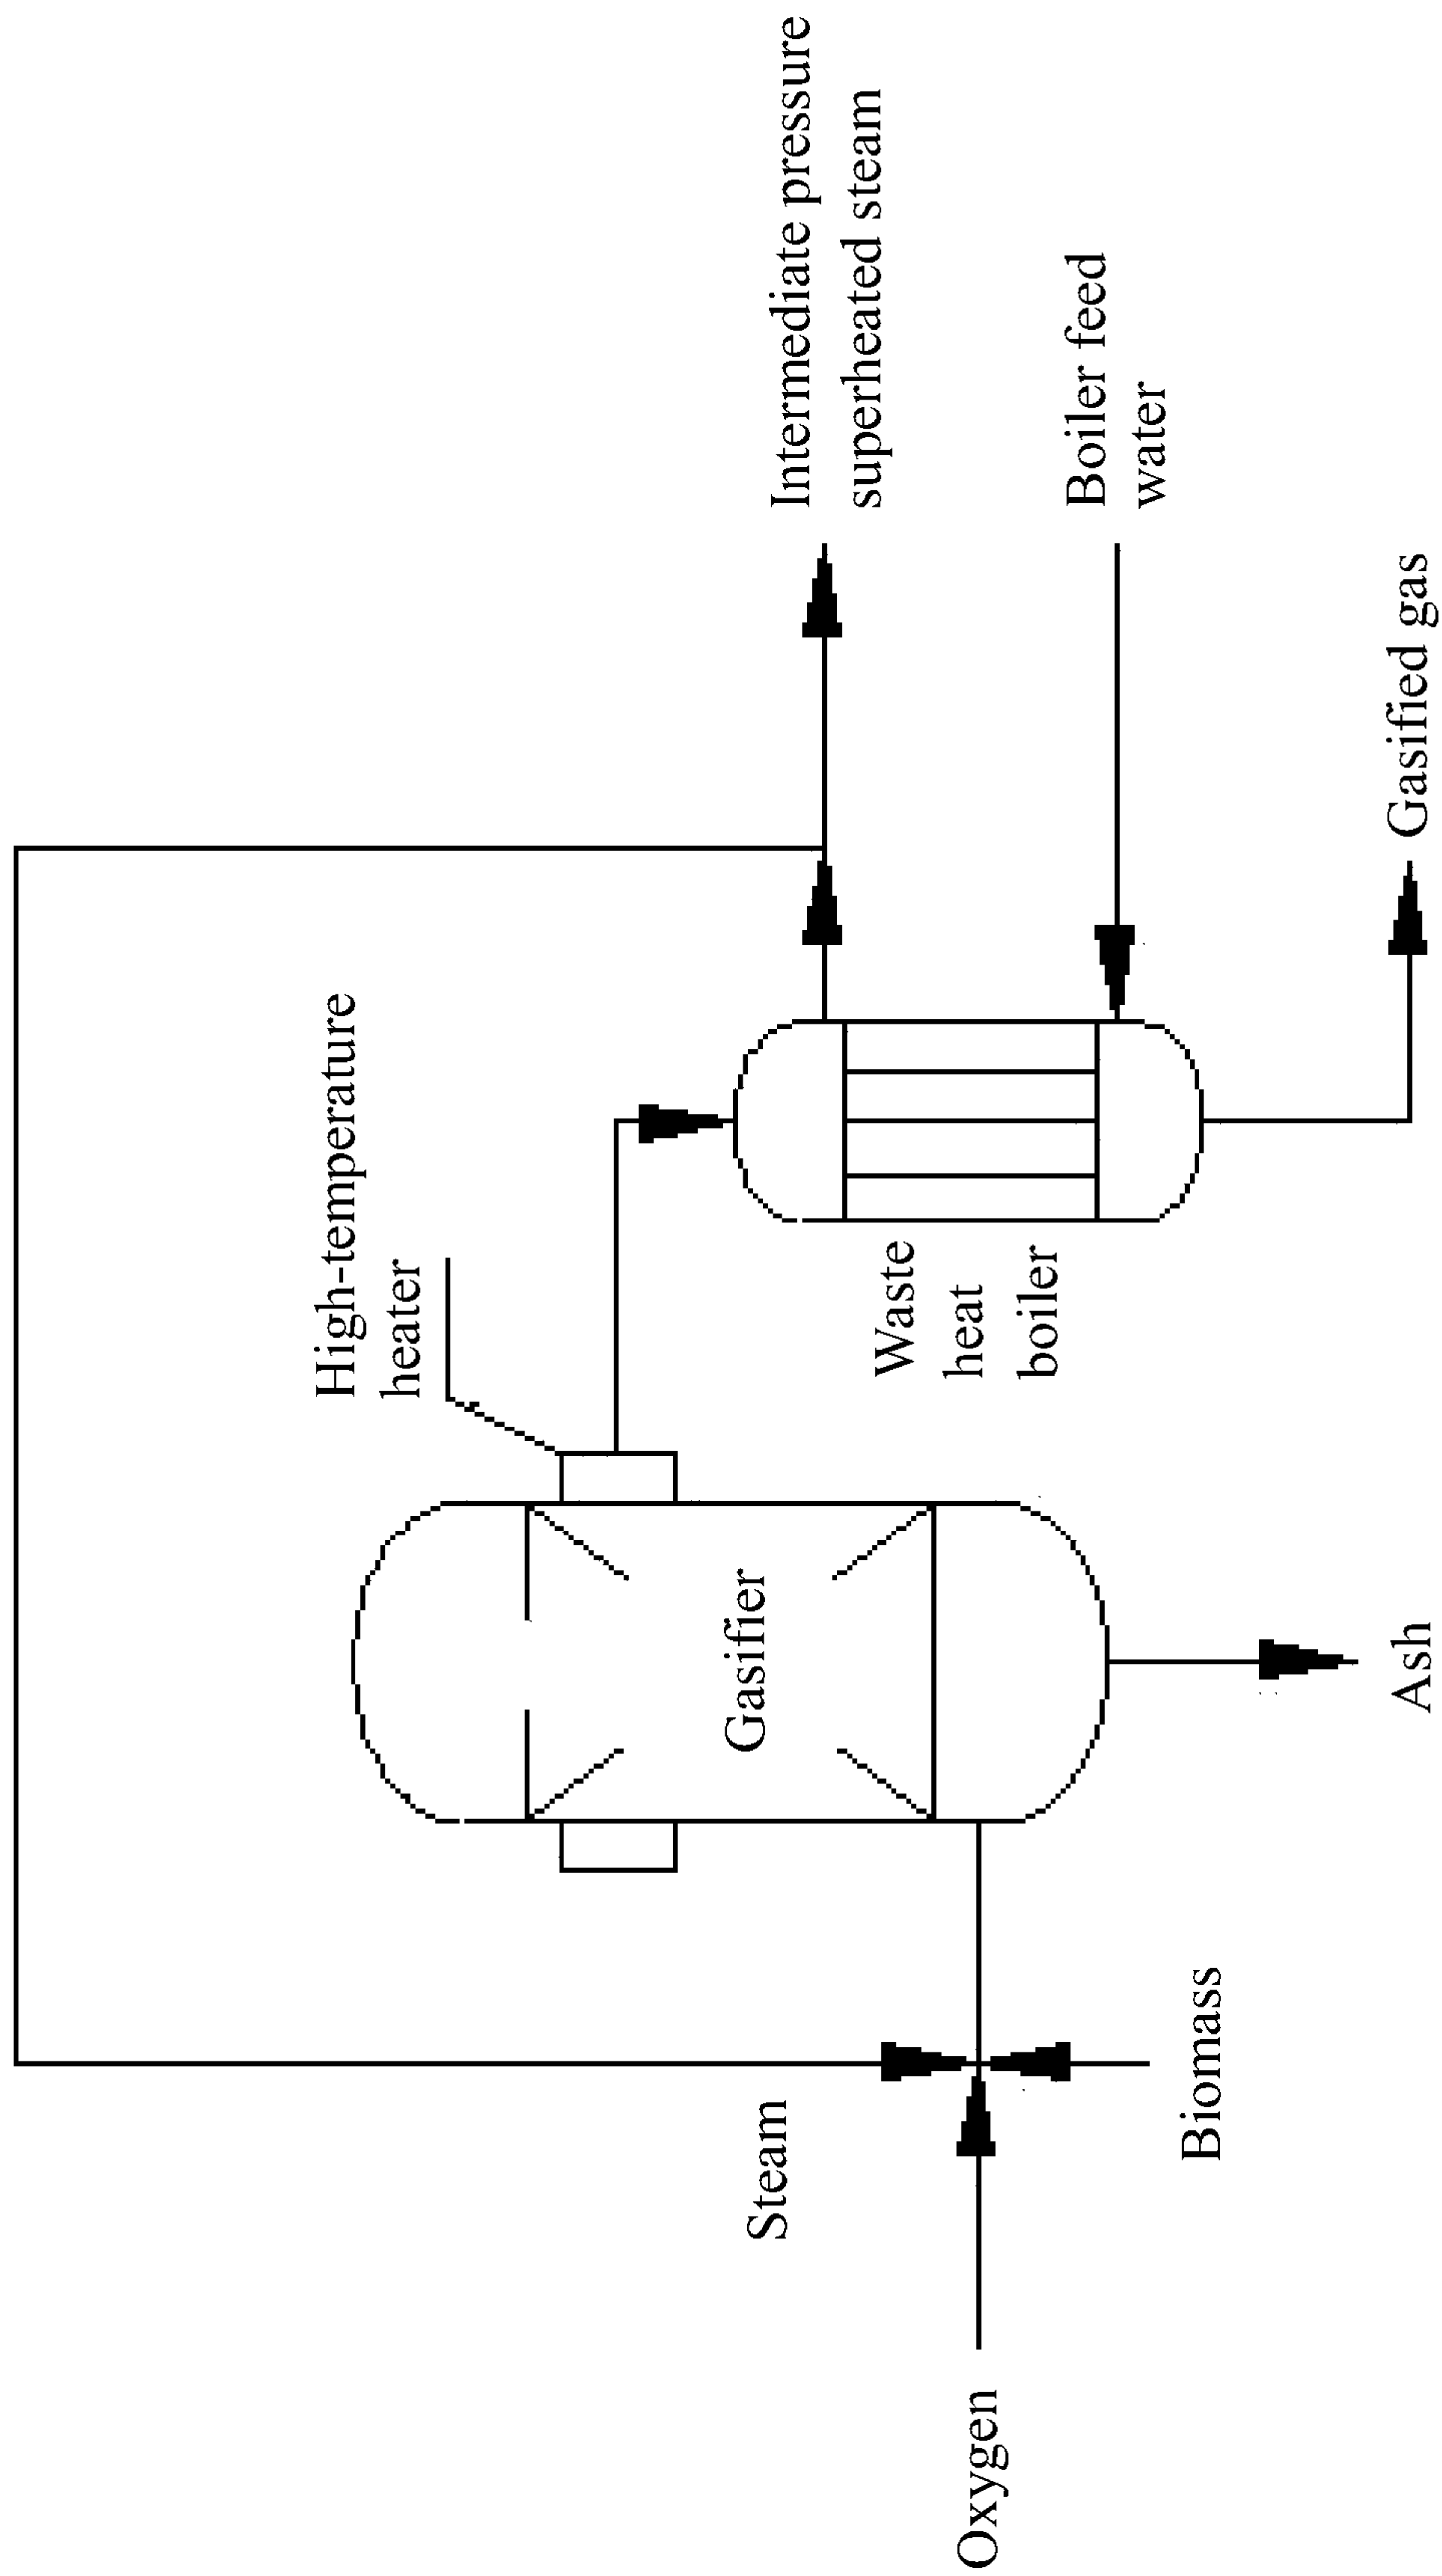 High-temperature
heater
Intermediate pressure
superheated steam
Steam
Gasifier
Waste
heat
boiler
Boiler feed
water
Oxygen
Biomass
Ash
Gasified gas